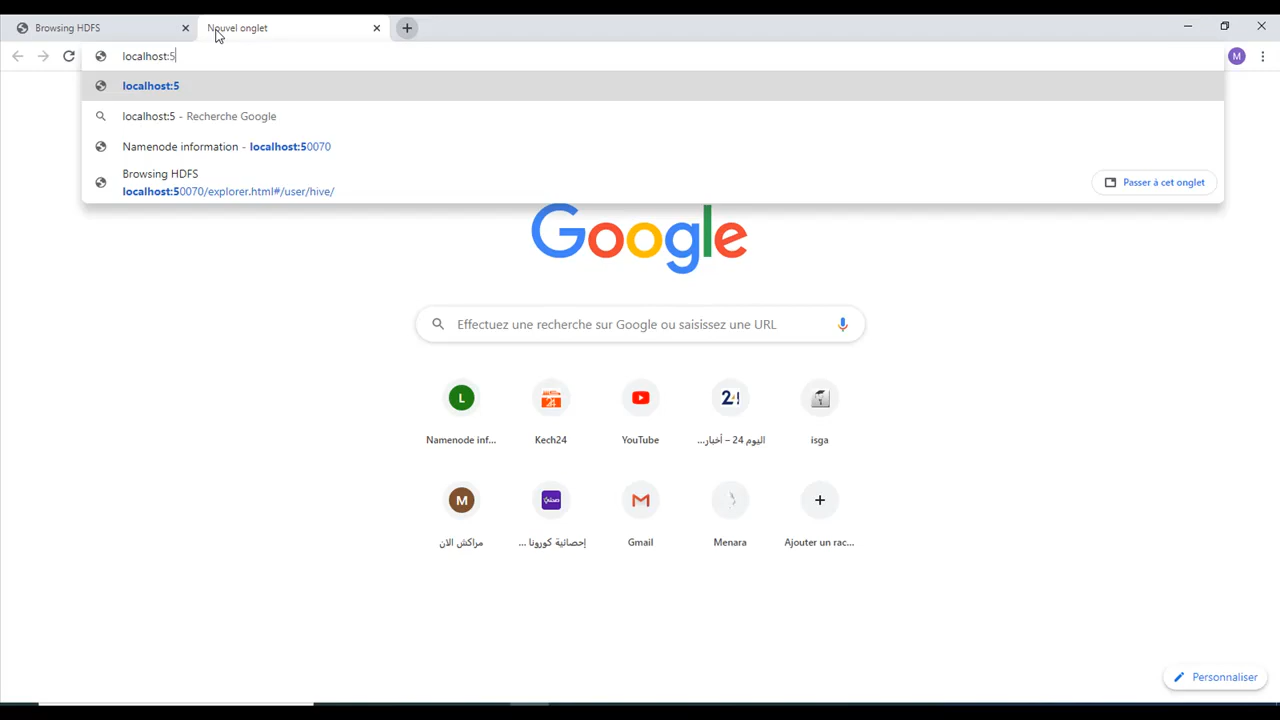 Browsing HDFS
Nouvel onglet
localhost:5
M
localhost:5
localhost:5 - Recherche Google
Namenode information - localhost:50070
Browsing HDFS
localhost:50070/explorer.html#/user/hive/
Passer à cet onglet
Google
Effectuez une recherche sur Google ou saisissez une URL
L
24
Namenode inf...
Kech24
YouTube
اليوم 24 – أخبار...
isga
M
مراكش الان
إحصائية كورونا ...
Gmail
Menara
Ajouter un rac...
Personnaliser